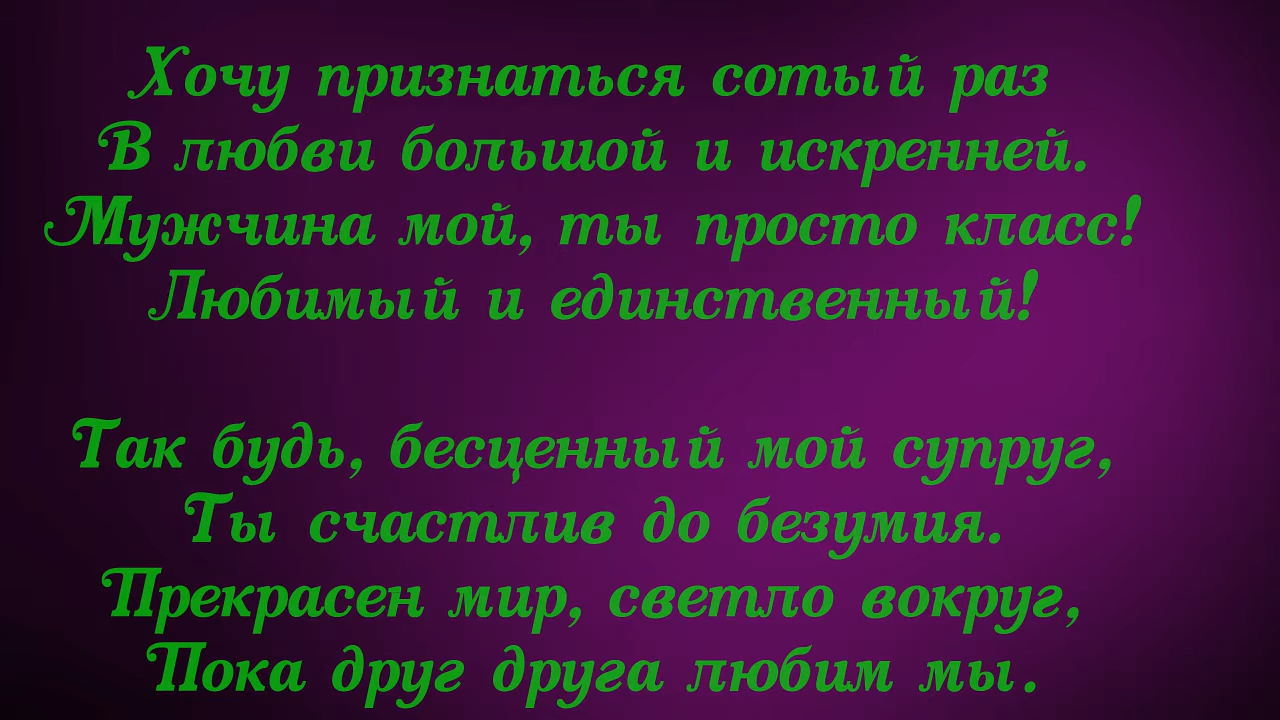 Хочу признаться сотый раз
В любви большой и искренней.
Мужчина мой, ты просто класс!
Любимый и единственный!
Так будь, бесценный мой супруг,
Ты счастлив до безумия.
Прекрасен мир, светло вокруг,
Пока друг друга любим мы.